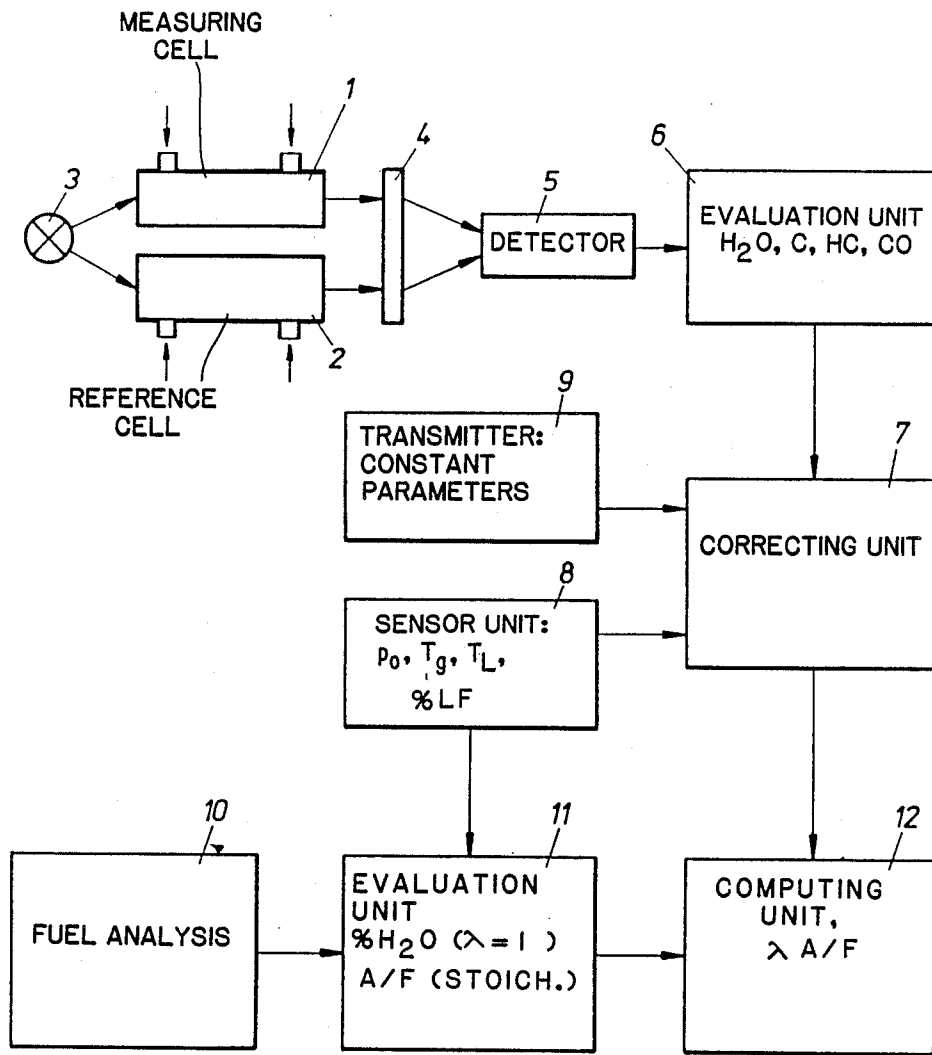 MEASURING
CELL
1
4
6
3
5
EVALUATION UNIT
H₂O, C, HC, CO
DETECTOR
2
REFERENCE
CELL
9
TRANSMITTER:
CONSTANT
PARAMETERS
7
CORRECTING UNIT
8
SENSOR UNIT:
p₀, T_g, T_L,
%LF
10
11
12
FUEL ANALYSIS
EVALUATION
UNIT
%H₂O (λ=1 )
A/F (STOICH.)
COMPUTING
UNIT,
λ A/F